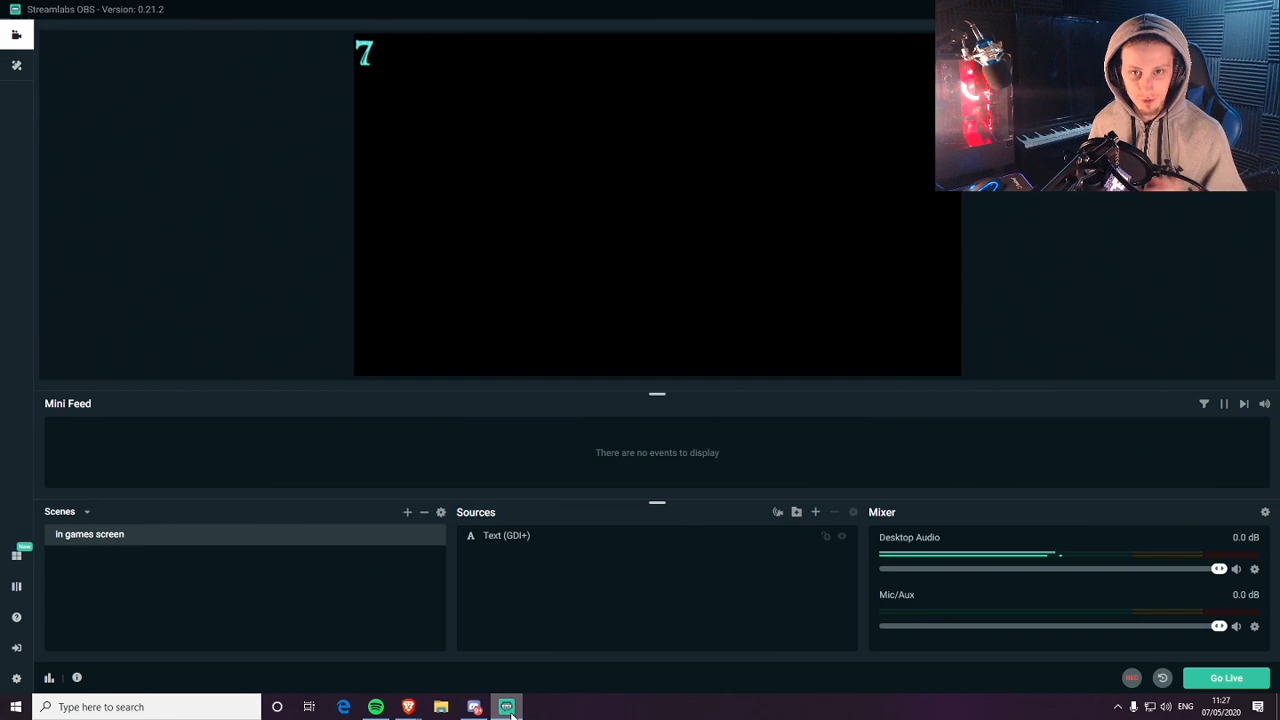 Streamlabs OBS - Version: 0.21.2
7
Mini Feed
There are no events to display
Scenes
Sources
Mixer
In games screen
Text (GDI+)
Desktop Audio
0.0 dB
Mic/Aux
0.0 dB
New
REC
Go Live
Type here to search
ENG
11:27
07/05/2020